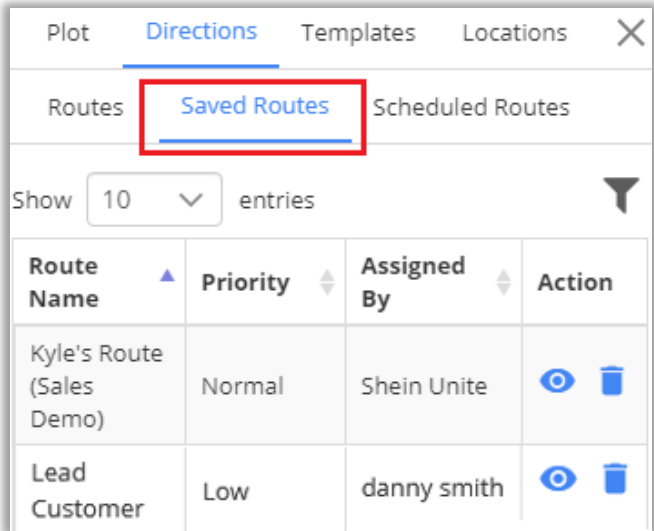 Plot Directions Templates Locations
Routes Saved Routes Scheduled Routes
Show 10 entries
Route Name Priority Assigned By Action
Kyle's Route (Sales Demo) Normal Shein Unite
Lead Customer Low danny smith